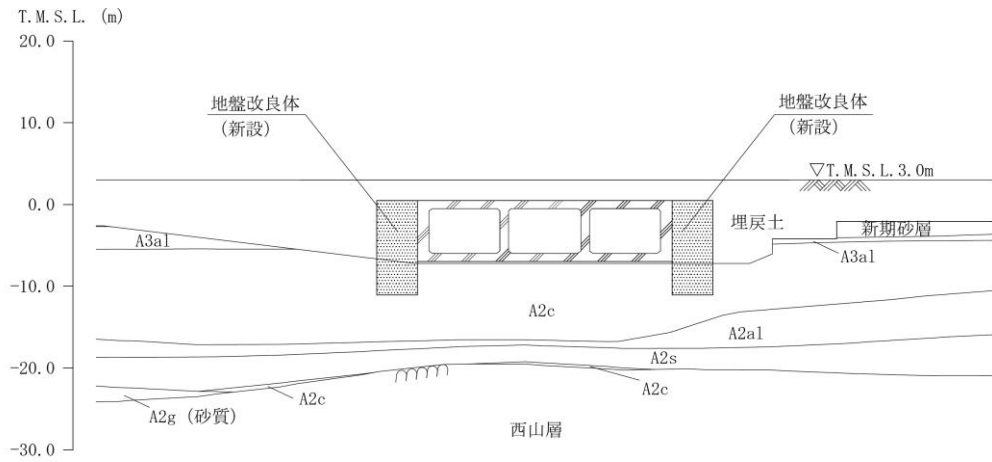 T.M.S.L. (m)
20.0
地盤改良体
(新設)
地盤改良体
(新設)
10.0
▽T.M.S.L.3.0m
0.0
埋戻土
新期砂層
A3al
A3al
-10.0
A2c
A2al
A2s
-20.0
A2c
A2c
A2g (砂質)
西山層
-30.0